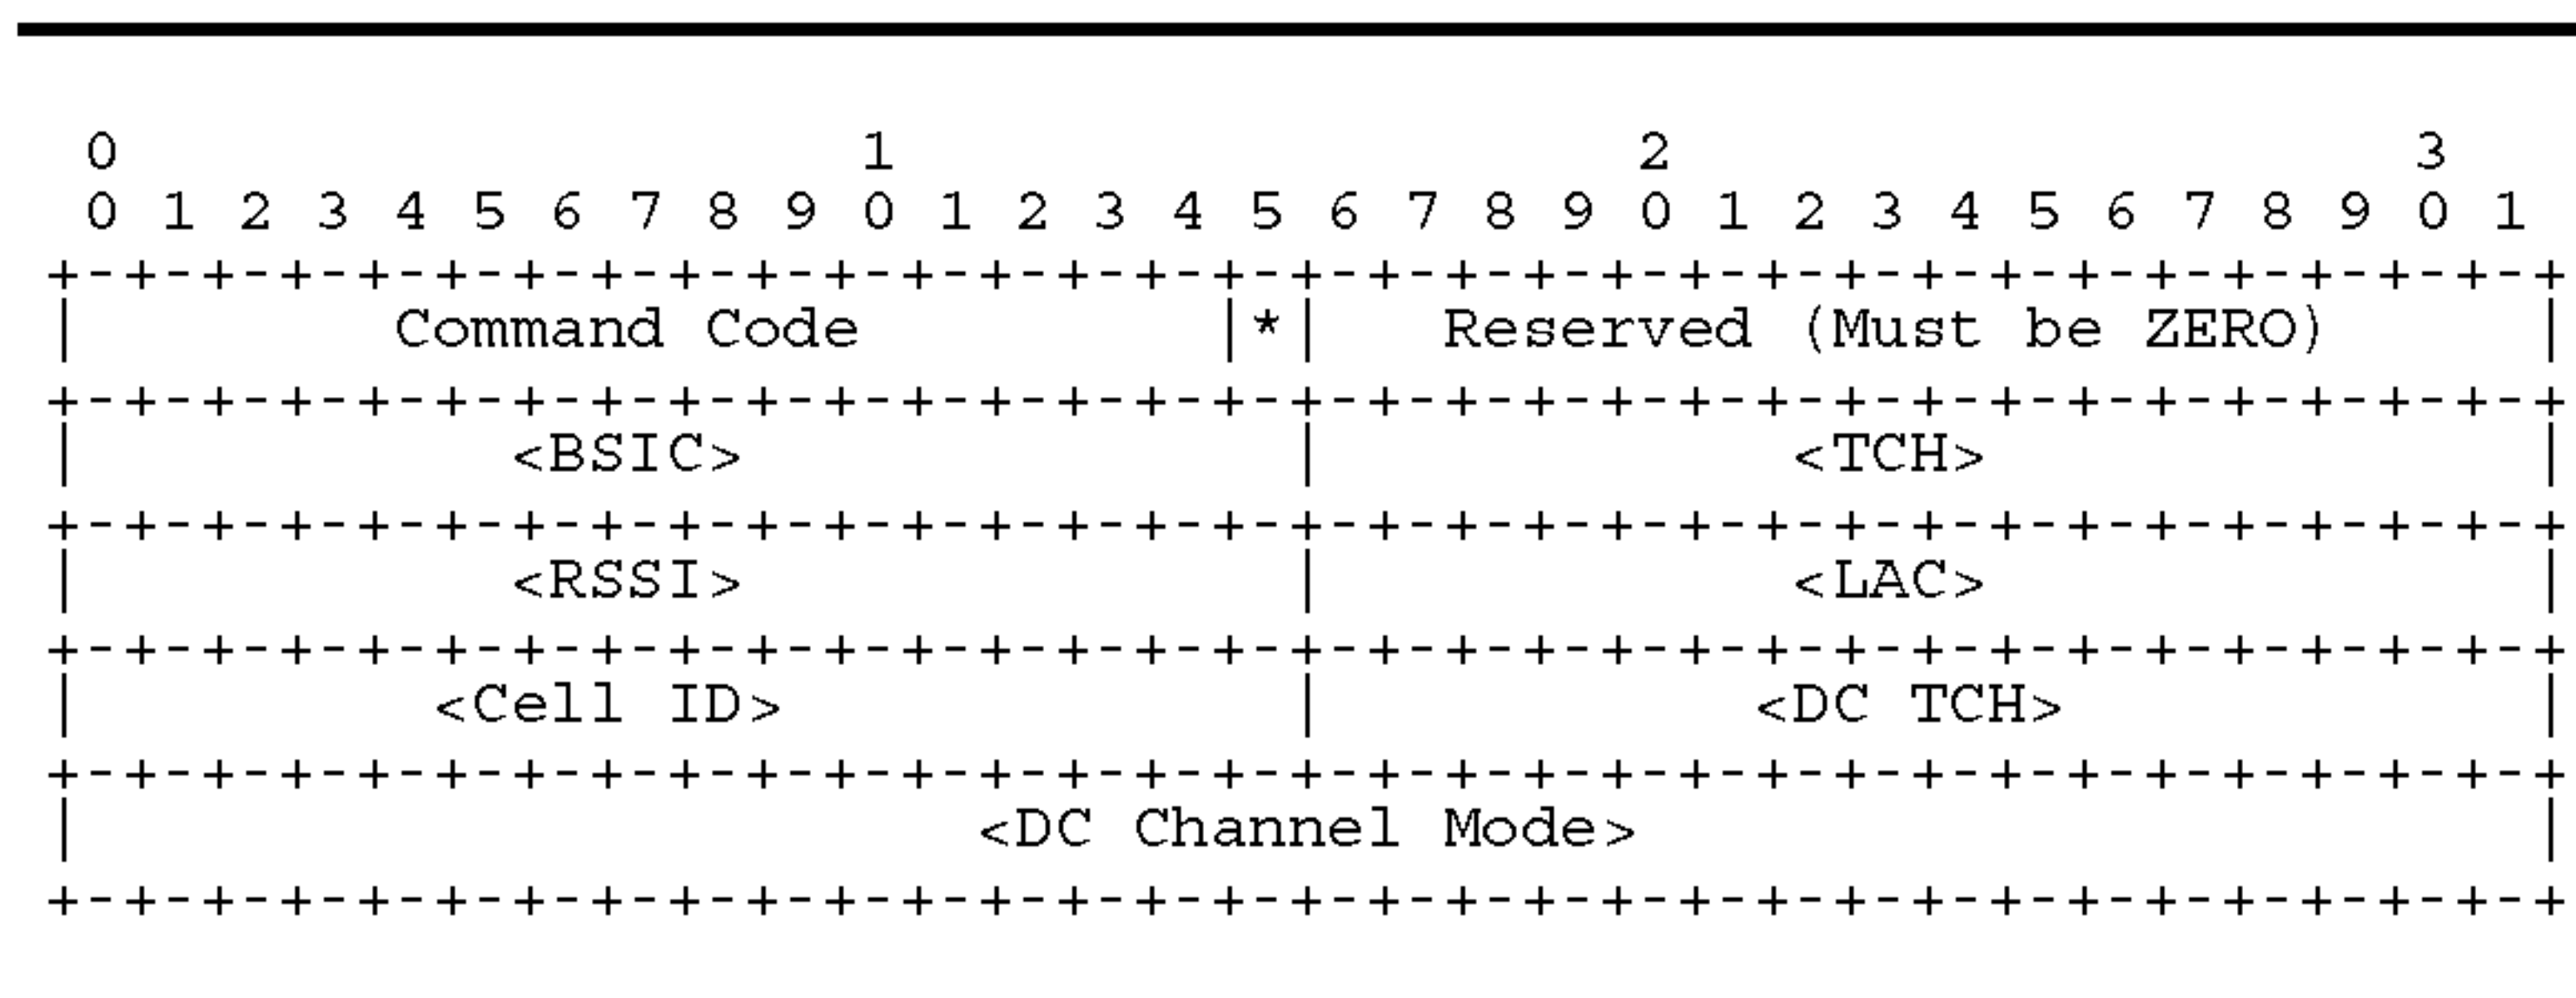 0                   1                   2                   3
0 1 2 3 4 5 6 7 8 9 0 1 2 3 4 5 6 7 8 9 0 1 2 3 4 5 6 7 8 9 0 1
+-+-+-+-+-+-+-+-+-+-+-+-+-+-+-+-+-+-+-+-+-+-+-+-+-+-+-+-+-+-+-+-+
|        Command Code         |*|   Reserved (Must be ZERO)     |
+-+-+-+-+-+-+-+-+-+-+-+-+-+-+-+-+-+-+-+-+-+-+-+-+-+-+-+-+-+-+-+-+
|           <BSIC>              |            <TCH>              |
+-+-+-+-+-+-+-+-+-+-+-+-+-+-+-+-+-+-+-+-+-+-+-+-+-+-+-+-+-+-+-+-+
|           <RSSI>              |            <LAC>              |
+-+-+-+-+-+-+-+-+-+-+-+-+-+-+-+-+-+-+-+-+-+-+-+-+-+-+-+-+-+-+-+-+
|         <Cell ID>             |           <DC TCH>            |
+-+-+-+-+-+-+-+-+-+-+-+-+-+-+-+-+-+-+-+-+-+-+-+-+-+-+-+-+-+-+-+-+
|                       <DC Channel Mode>                       |
+-+-+-+-+-+-+-+-+-+-+-+-+-+-+-+-+-+-+-+-+-+-+-+-+-+-+-+-+-+-+-+-+